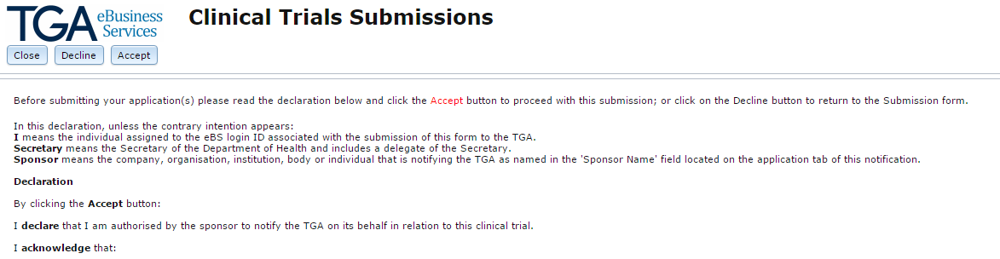 TGA eBusiness Services
Clinical Trials Submissions
Close Decline Accept
Before submitting your application(s) please read the declaration below and click the Accept button to proceed with this submission; or click on the Decline button to return to the Submission form.
In this declaration, unless the contrary intention appears:
I means the individual assigned to the eBS login ID associated with the submission of this form to the TGA.
Secretary means the Secretary of the Department of Health and includes a delegate of the Secretary.
Sponsor means the company, organisation, institution, body or individual that is notifying the TGA as named in the 'Sponsor Name' field located on the application tab of this notification.
Declaration
By clicking the Accept button:
I declare that I am authorised by the sponsor to notify the TGA on its behalf in relation to this clinical trial.
I acknowledge that: